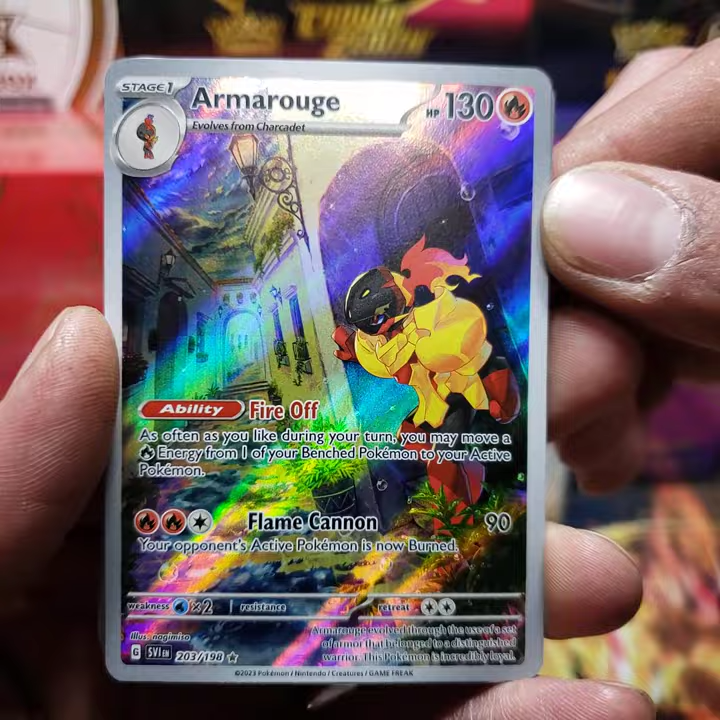 STAGE 1
Armarouge
HP 130
Evolves from Charcadet
Ability Fire Off
As often as you like during your turn, you may move a
Energy from 1 of your Benched Pokémon to your Active
Pokémon.
Flame Cannon 90
Your opponent's Active Pokémon is now Burned.
weakness ×2 resistance retreat
Illus. nagimiso
Armarouge evolved through the use of a set
of armor that belonged to a distinguished
warrior. This Pokémon is incredibly loyal.
G SVI EN 203/198
©2023 Pokémon / Nintendo / Creatures / GAME FREAK